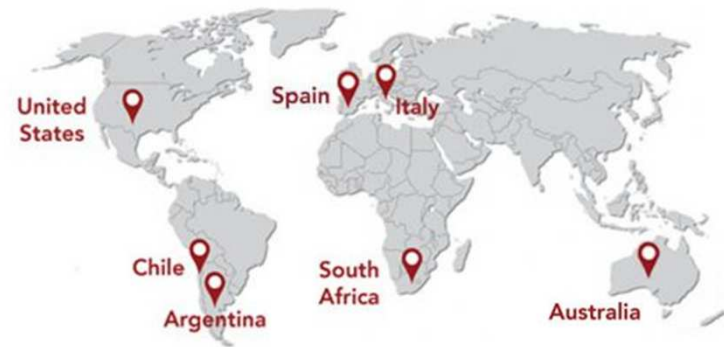 United
States
Spain
Italy
Chile
Argentina
South
Africa
Australia